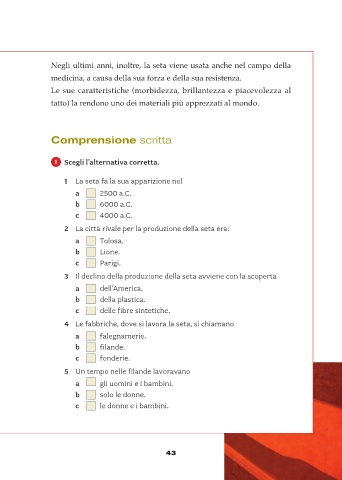 Negli ultimi anni, inoltre, la seta viene usata anche nel campo della
medicina, a causa della sua forza e della sua resistenza.
Le sue caratteristiche (morbidezza, brillantezza e piacevolezza al
tatto) la rendono uno dei materiali più apprezzati al mondo.
Comprensione scritta
1 Scegli l'alternativa corretta.
1 La seta fa la sua apparizione nel
a 2500 a.C.
b 6000 a.C.
c 4000 a.C.
2 La città rivale per la produzione della seta era:
a Tolosa.
b Lione.
c Parigi.
3 Il declino della produzione della seta avviene con la scoperta
a dell'America.
b della plastica.
c delle fibre sintetiche.
4 Le fabbriche, dove si lavora la seta, si chiamano
a falegnamerie.
b filande.
c fonderie.
5 Un tempo nelle filande lavoravano
a gli uomini e i bambini.
b solo le donne.
c le donne e i bambini.
43